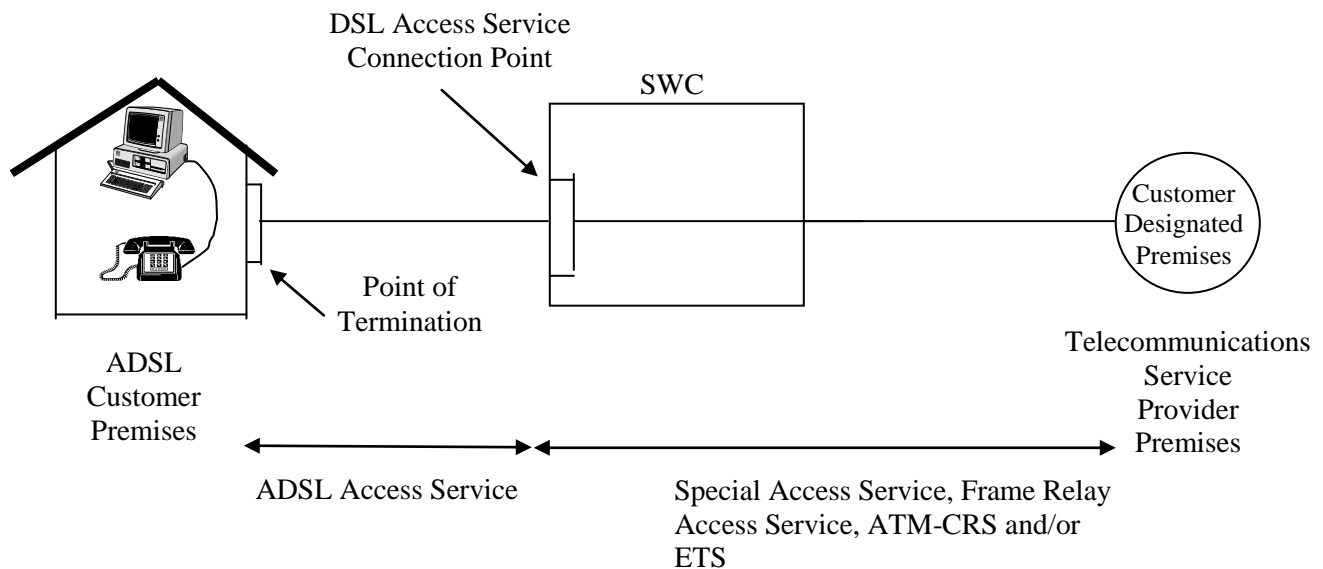 DSL Access Service
Connection Point
SWC
Customer
Designated
Premises
Point of
Termination
ADSL
Customer
Premises
Telecommunications
Service
Provider
Premises
ADSL Access Service
Special Access Service, Frame Relay
Access Service, ATM-CRS and/or
ETS